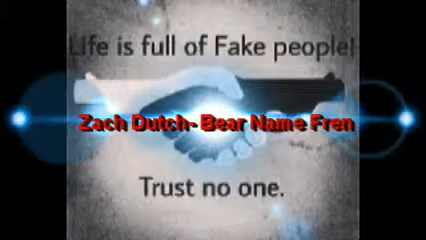 Life is full of Fake people!
Zach Dutch- Bear Name Fren
Trust no one.